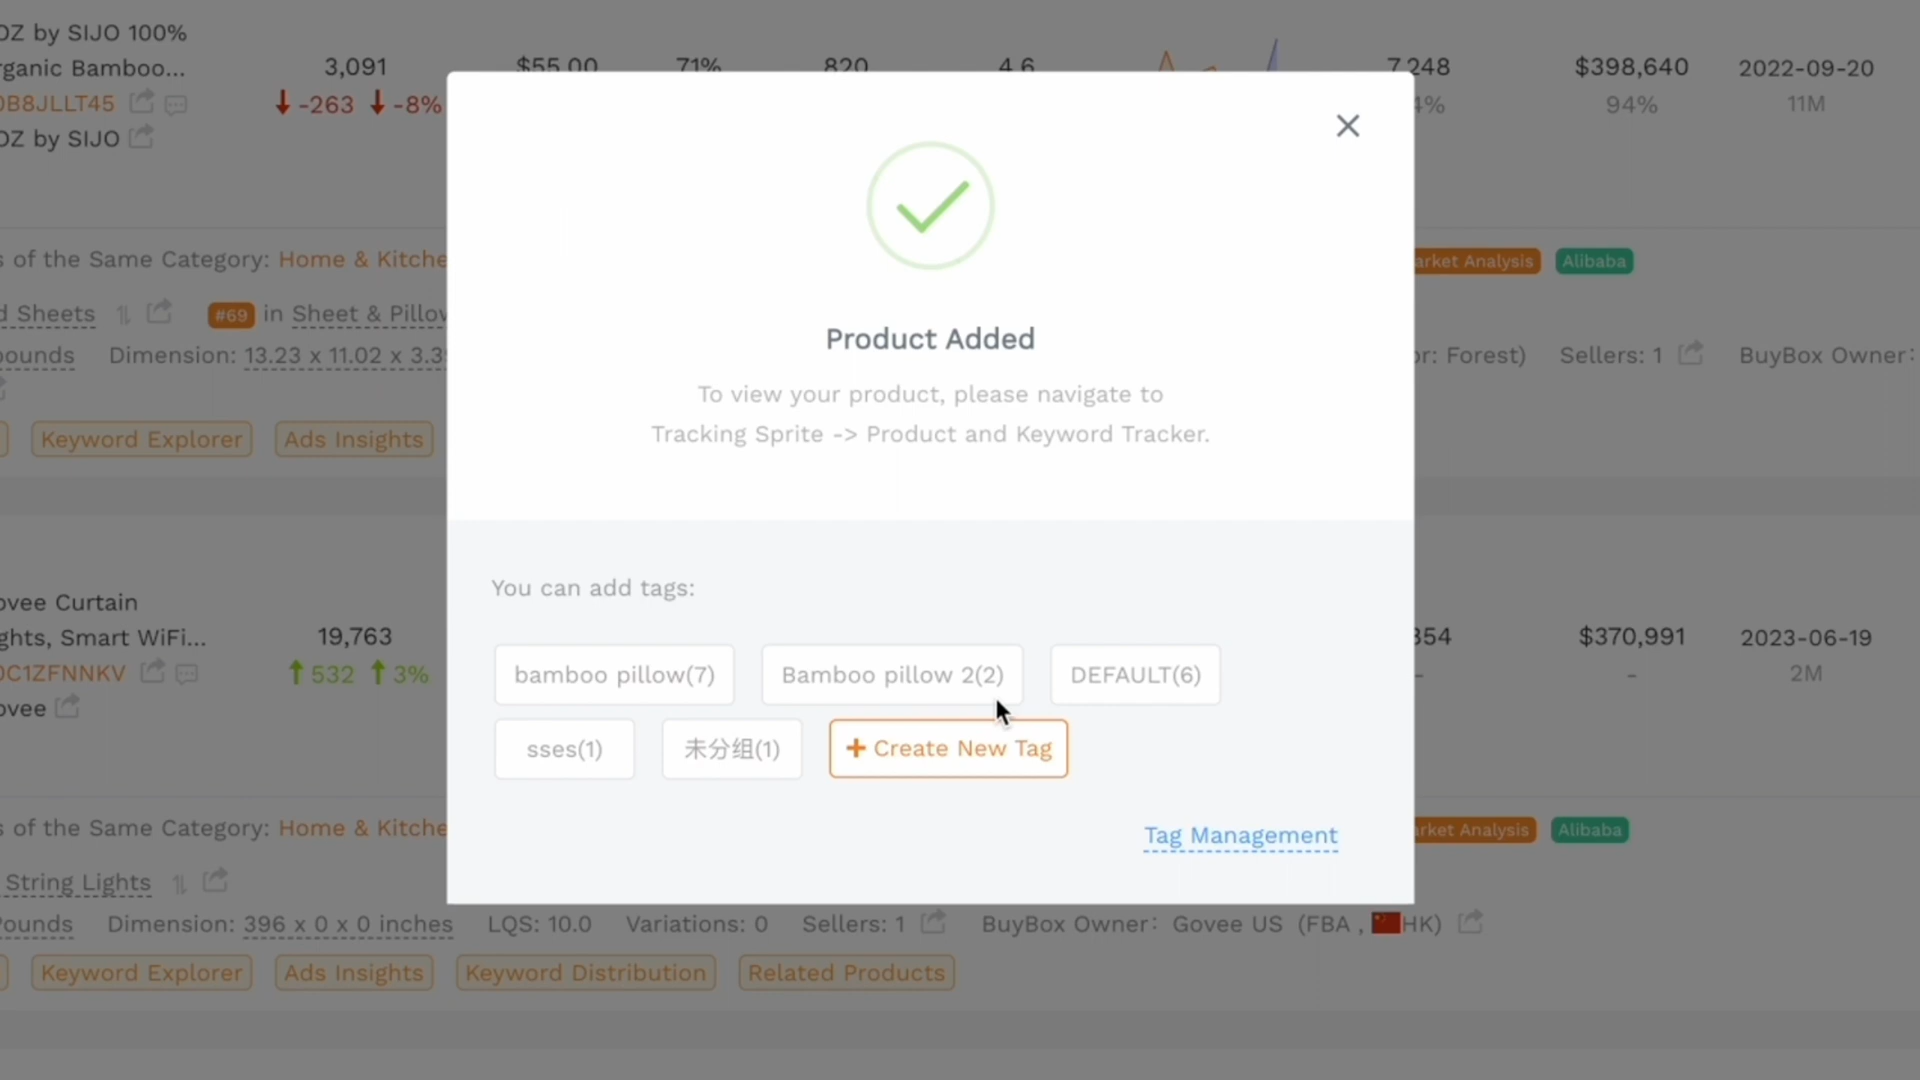 OZ by SIJO 100%
rganic Bamboo...
3,091
$55.00
71%
820
4.6
7,248
$398,640
2022-09-20
0B8JLLT45
-263
-8%
4%
94%
11M
OZ by SIJO
Product Added
To view your product, please navigate to
Tracking Sprite -> Product and Keyword Tracker.
s of the Same Category: Home & Kitche
arket Analysis
Alibaba
d Sheets
#69 in Sheet & Pillow
pounds
Dimension: 13.23 x 11.02 x 3.3
or: Forest)
Sellers: 1
BuyBox Owner:
Keyword Explorer
Ads Insights
You can add tags:
bamboo pillow(7)
Bamboo pillow 2(2)
DEFAULT(6)
sses(1)
未分组(1)
+ Create New Tag
Tag Management
ovee Curtain
ghts, Smart WiFi...
19,763
354
$370,991
2023-06-19
0C1ZFNNKV
532
3%
-
-
2M
ovee
s of the Same Category: Home & Kitche
arket Analysis
Alibaba
String Lights
Pounds
Dimension: 396 x 0 x 0 inches
LQS: 10.0
Variations: 0
Sellers: 1
BuyBox Owner: Govee US (FBA , HK)
Keyword Explorer
Ads Insights
Keyword Distribution
Related Products